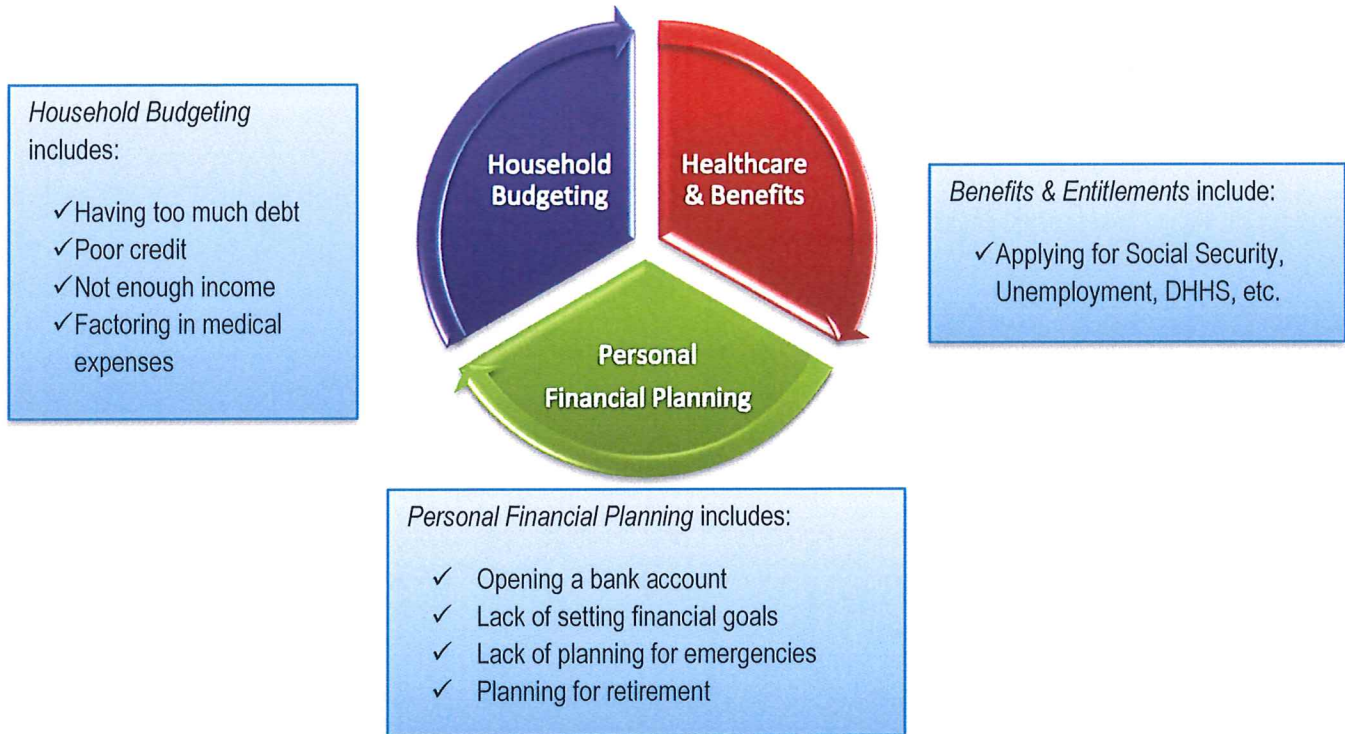 Household Budgeting
includes:
✓Having too much debt
✓Poor credit
✓Not enough income
✓Factoring in medical
expenses
Household
Budgeting
Healthcare
& Benefits
Personal
Financial Planning
Benefits & Entitlements include:
✓Applying for Social Security,
Unemployment, DHHS, etc.
Personal Financial Planning includes:
✓ Opening a bank account
✓ Lack of setting financial goals
✓ Lack of planning for emergencies
✓ Planning for retirement